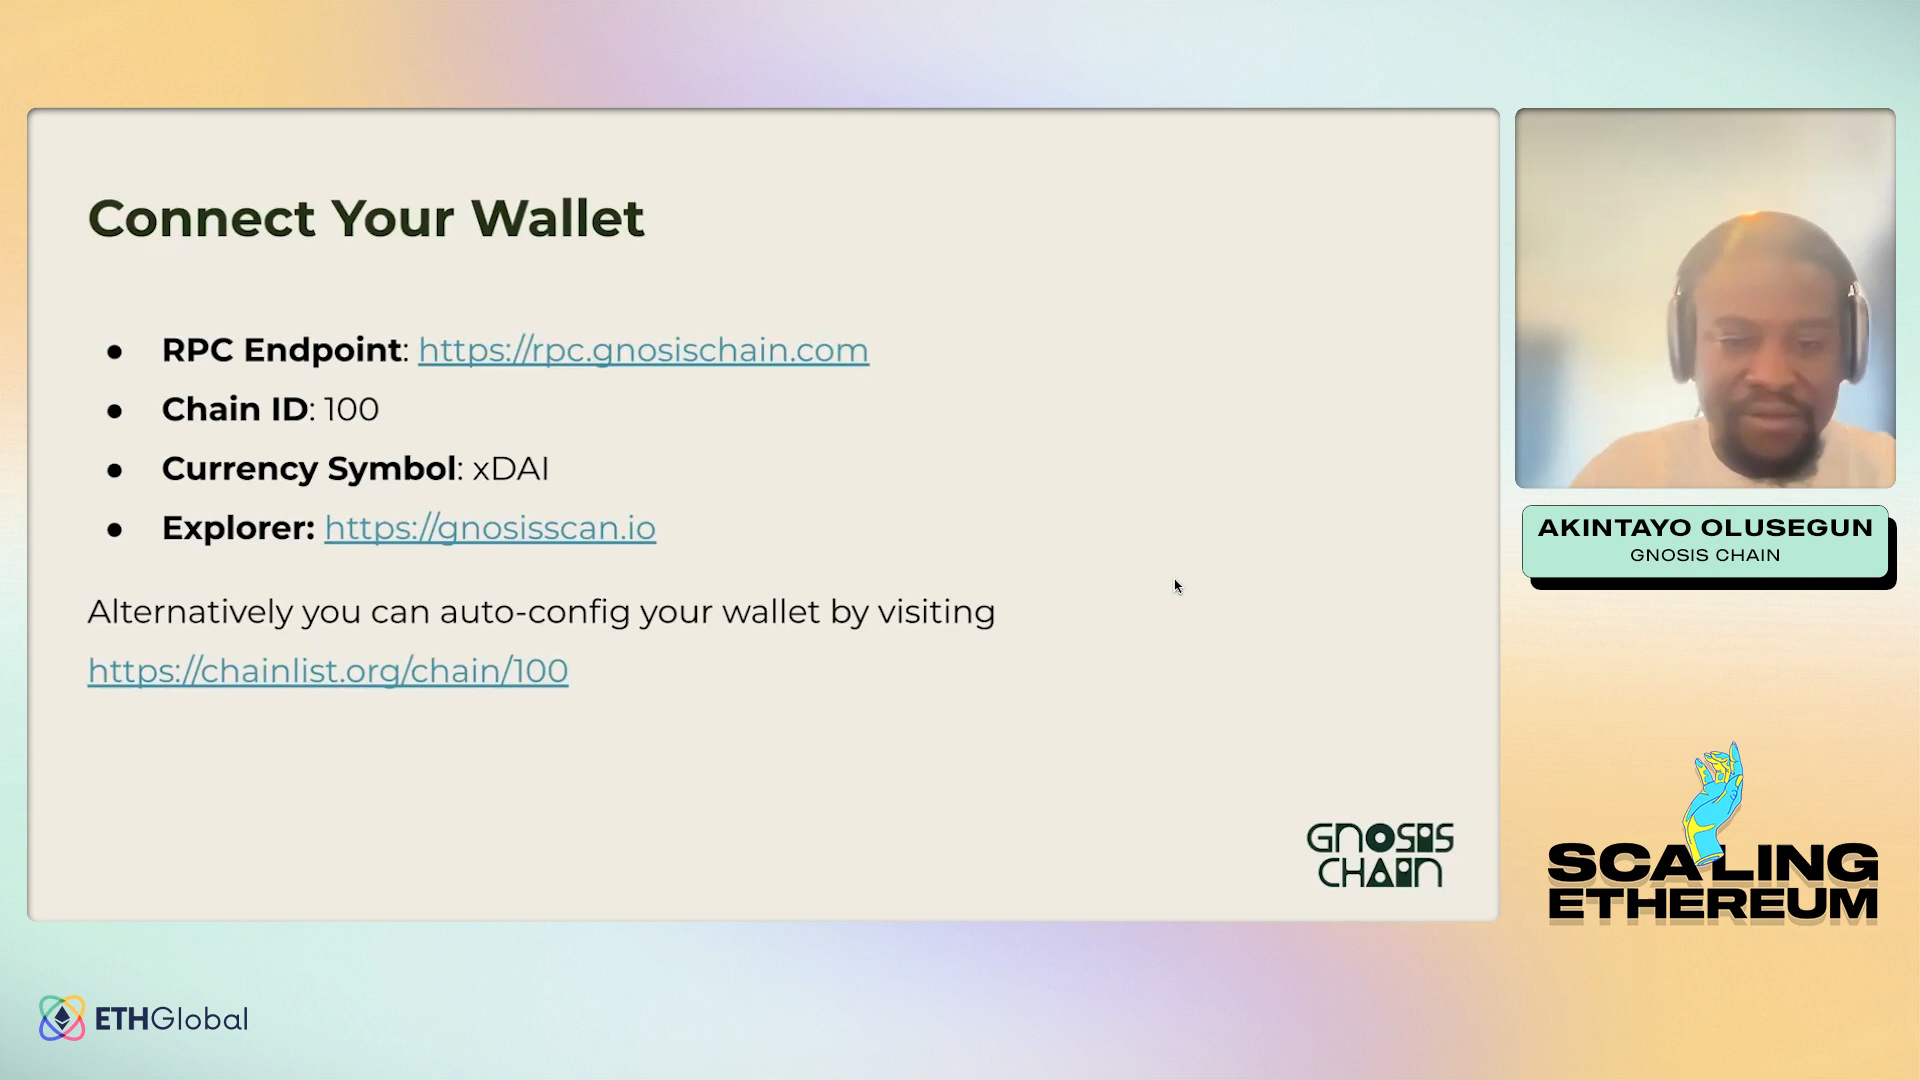 Connect Your Wallet
● RPC Endpoint: https://rpc.gnosischain.com
● Chain ID: 100
● Currency Symbol: xDAI
● Explorer: https://gnosisscan.io
Alternatively you can auto-config your wallet by visiting
https://chainlist.org/chain/100
GNOSIS
CHAIN
AKINTAYO OLUSEGUN
GNOSIS CHAIN
SCALING
ETHEREUM
ETHGlobal